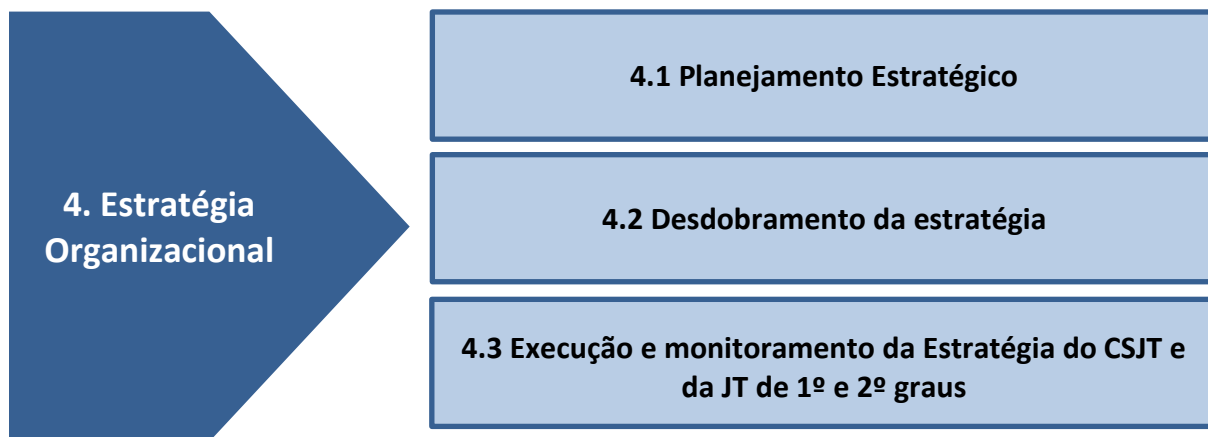 4. Estratégia
Organizacional
4.1 Planejamento Estratégico
4.2 Desdobramento da estratégia
4.3 Execução e monitoramento da Estratégia do CSJT e
da JT de 1º e 2º graus